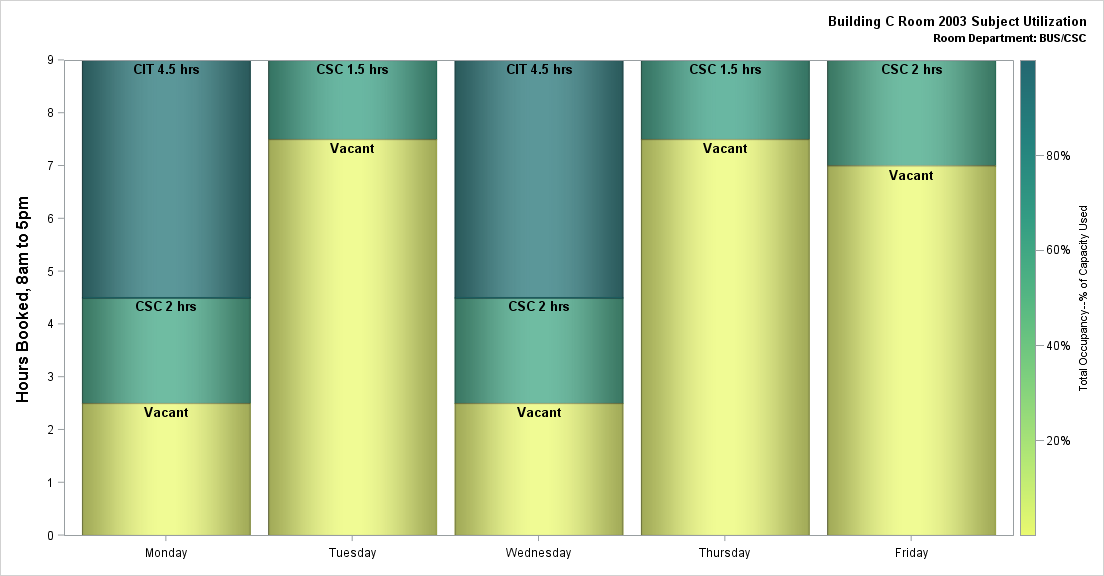 Building C Room 2003 Subject Utilization
Room Department: BUS/CSC
Hours Booked, 8am to 5pm
9
8
7
6
5
4
3
2
1
0
CIT 4.5 hrs
CSC 2 hrs
Vacant
CSC 1.5 hrs
Vacant
CIT 4.5 hrs
CSC 2 hrs
Vacant
CSC 1.5 hrs
Vacant
CSC 2 hrs
Vacant
Monday
Tuesday
Wednesday
Thursday
Friday
80%
60%
40%
20%
Total Occupancy--% of Capacity Used